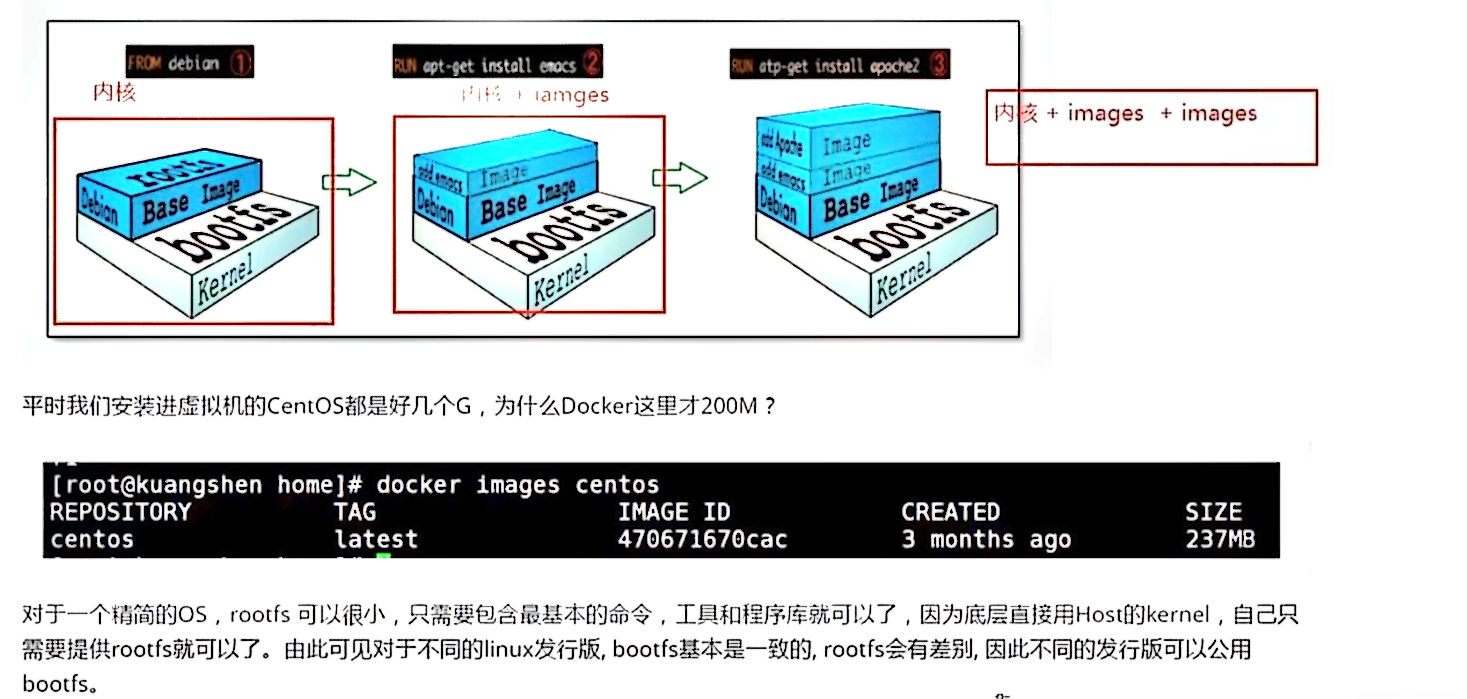 FROM debian ①
RUN apt-get install emacs ②
RUN atp-get install apache2 ③
内核
内核 + iamges
内核 + images + images
rootfs
Debian
Base Image
bootfs
Kernel
add emacs
Image
Debian
Base Image
bootfs
Kernel
add Apache
Image
add emacs
Image
Debian
Base Image
bootfs
Kernel
平时我们安装进虚拟机的CentOS都是好几个G，为什么Docker这里才200M？
[root@kuangshen home]# docker images centos
REPOSITORY TAG IMAGE ID CREATED SIZE
centos latest 470671670cac 3 months ago 237MB
对于一个精简的OS，rootfs 可以很小，只需要包含最基本的命令，工具和程序库就可以了，因为底层直接用Host的kernel，自己只
需要提供rootfs就可以了。由此可见对于不同的linux发行版, bootfs基本是一致的, rootfs会有差别, 因此不同的发行版可以公用
bootfs。